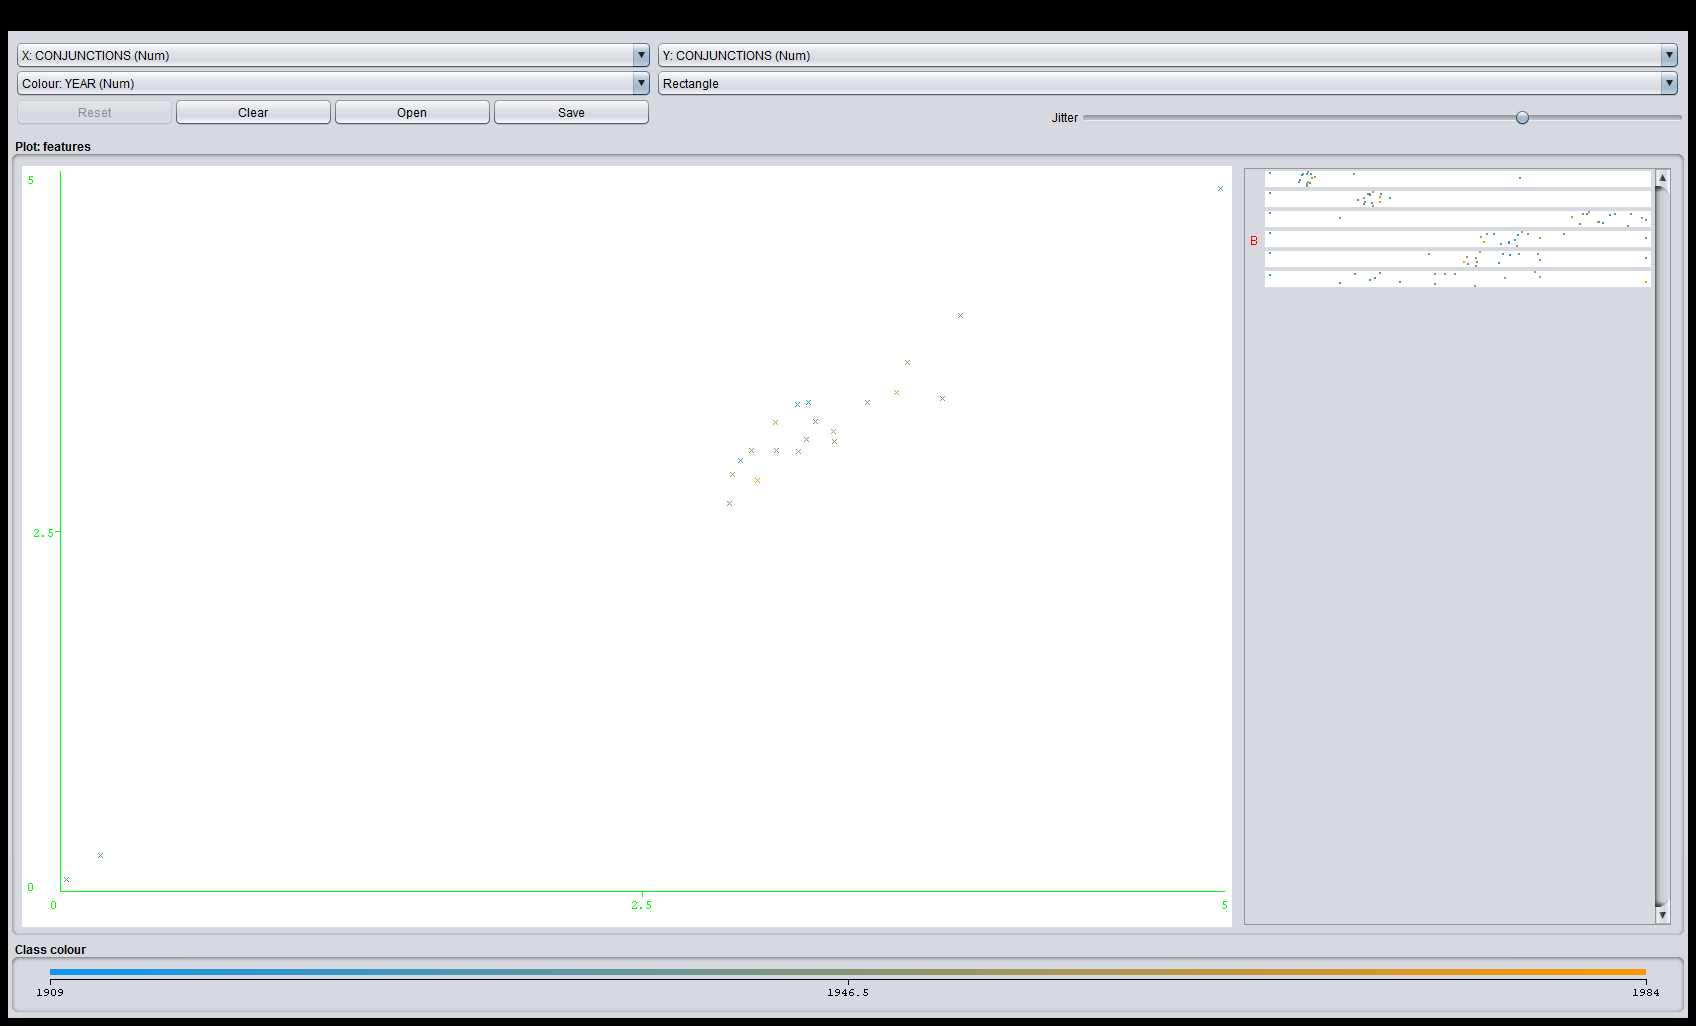 X: CONJUNCTIONS (Num) Y: CONJUNCTIONS (Num)
Colour: YEAR (Num) Rectangle
Reset Clear Open Save Jitter
Plot: features
5
B
2.5
0
0 2.5 5
Class colour
1909 1946.5 1984